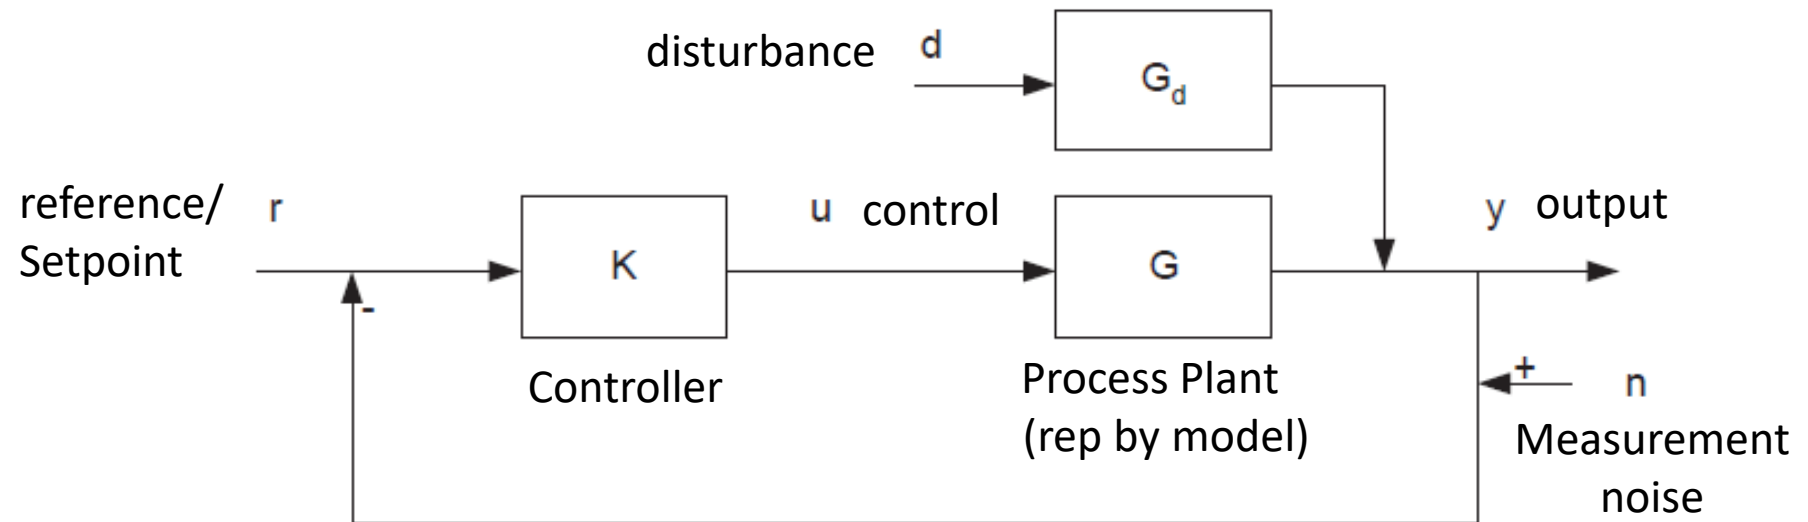 disturbance d
G_d
reference/ r
Setpoint
K
u control
G
y output
-
Controller
Process Plant
(rep by model)
+
n
Measurement
noise